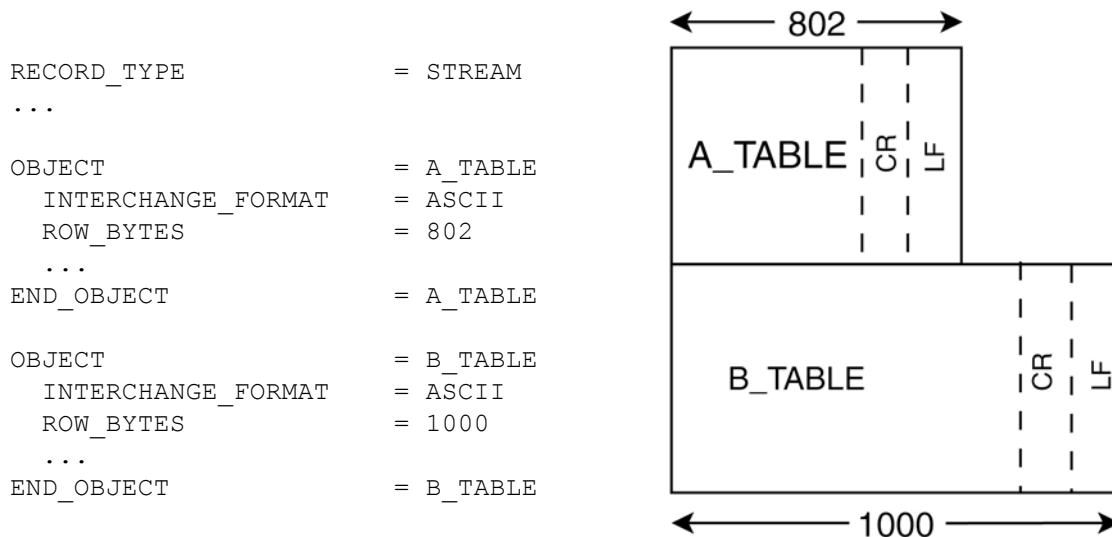 RECORD_TYPE = STREAM
...
OBJECT = A_TABLE
INTERCHANGE_FORMAT = ASCII
ROW_BYTES = 802
...
END_OBJECT = A_TABLE
OBJECT = B_TABLE
INTERCHANGE_FORMAT = ASCII
ROW_BYTES = 1000
...
END_OBJECT = B_TABLE
802
A_TABLE CR LF
B_TABLE CR LF
1000